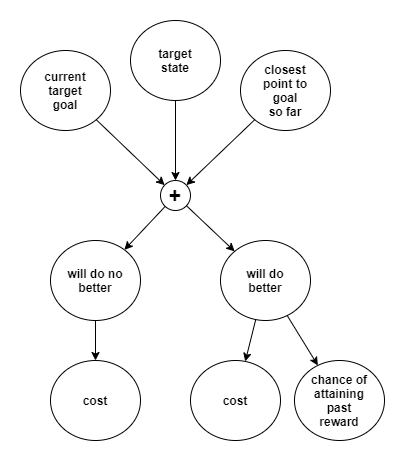 current
target
goal
target
state
closest
point to
goal
so far
+
will do no
better
will do
better
cost
cost
chance of
attaining
past
reward